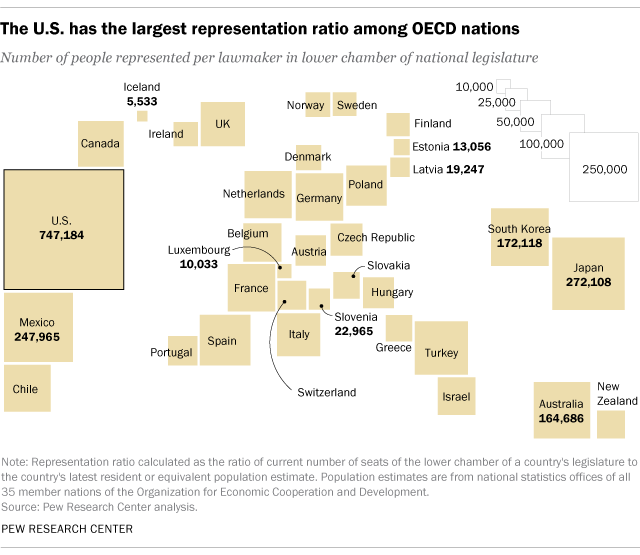 The U.S. has the largest representation ratio among OECD nations
Number of people represented per lawmaker in lower chamber of national legislature
Iceland
5,533
Norway
Sweden
10,000
25,000
50,000
100,000
250,000
Canada
Ireland
UK
Finland
Estonia 13,056
Denmark
Latvia 19,247
U.S.
747,184
Netherlands
Germany
Poland
Belgium
Luxembourg
10,033
Austria
Czech Republic
South Korea
172,118
Slovakia
Japan
272,108
France
Hungary
Mexico
247,965
Slovenia
22,965
Portugal
Spain
Italy
Greece
Turkey
Chile
Switzerland
Israel
Australia
164,686
New
Zealand
Note: Representation ratio calculated as the ratio of current number of seats of the lower chamber of a country's legislature to
the country's latest resident or equivalent population estimate. Population estimates are from national statistics offices of all
35 member nations of the Organization for Economic Cooperation and Development.
Source: Pew Research Center analysis.
PEW RESEARCH CENTER